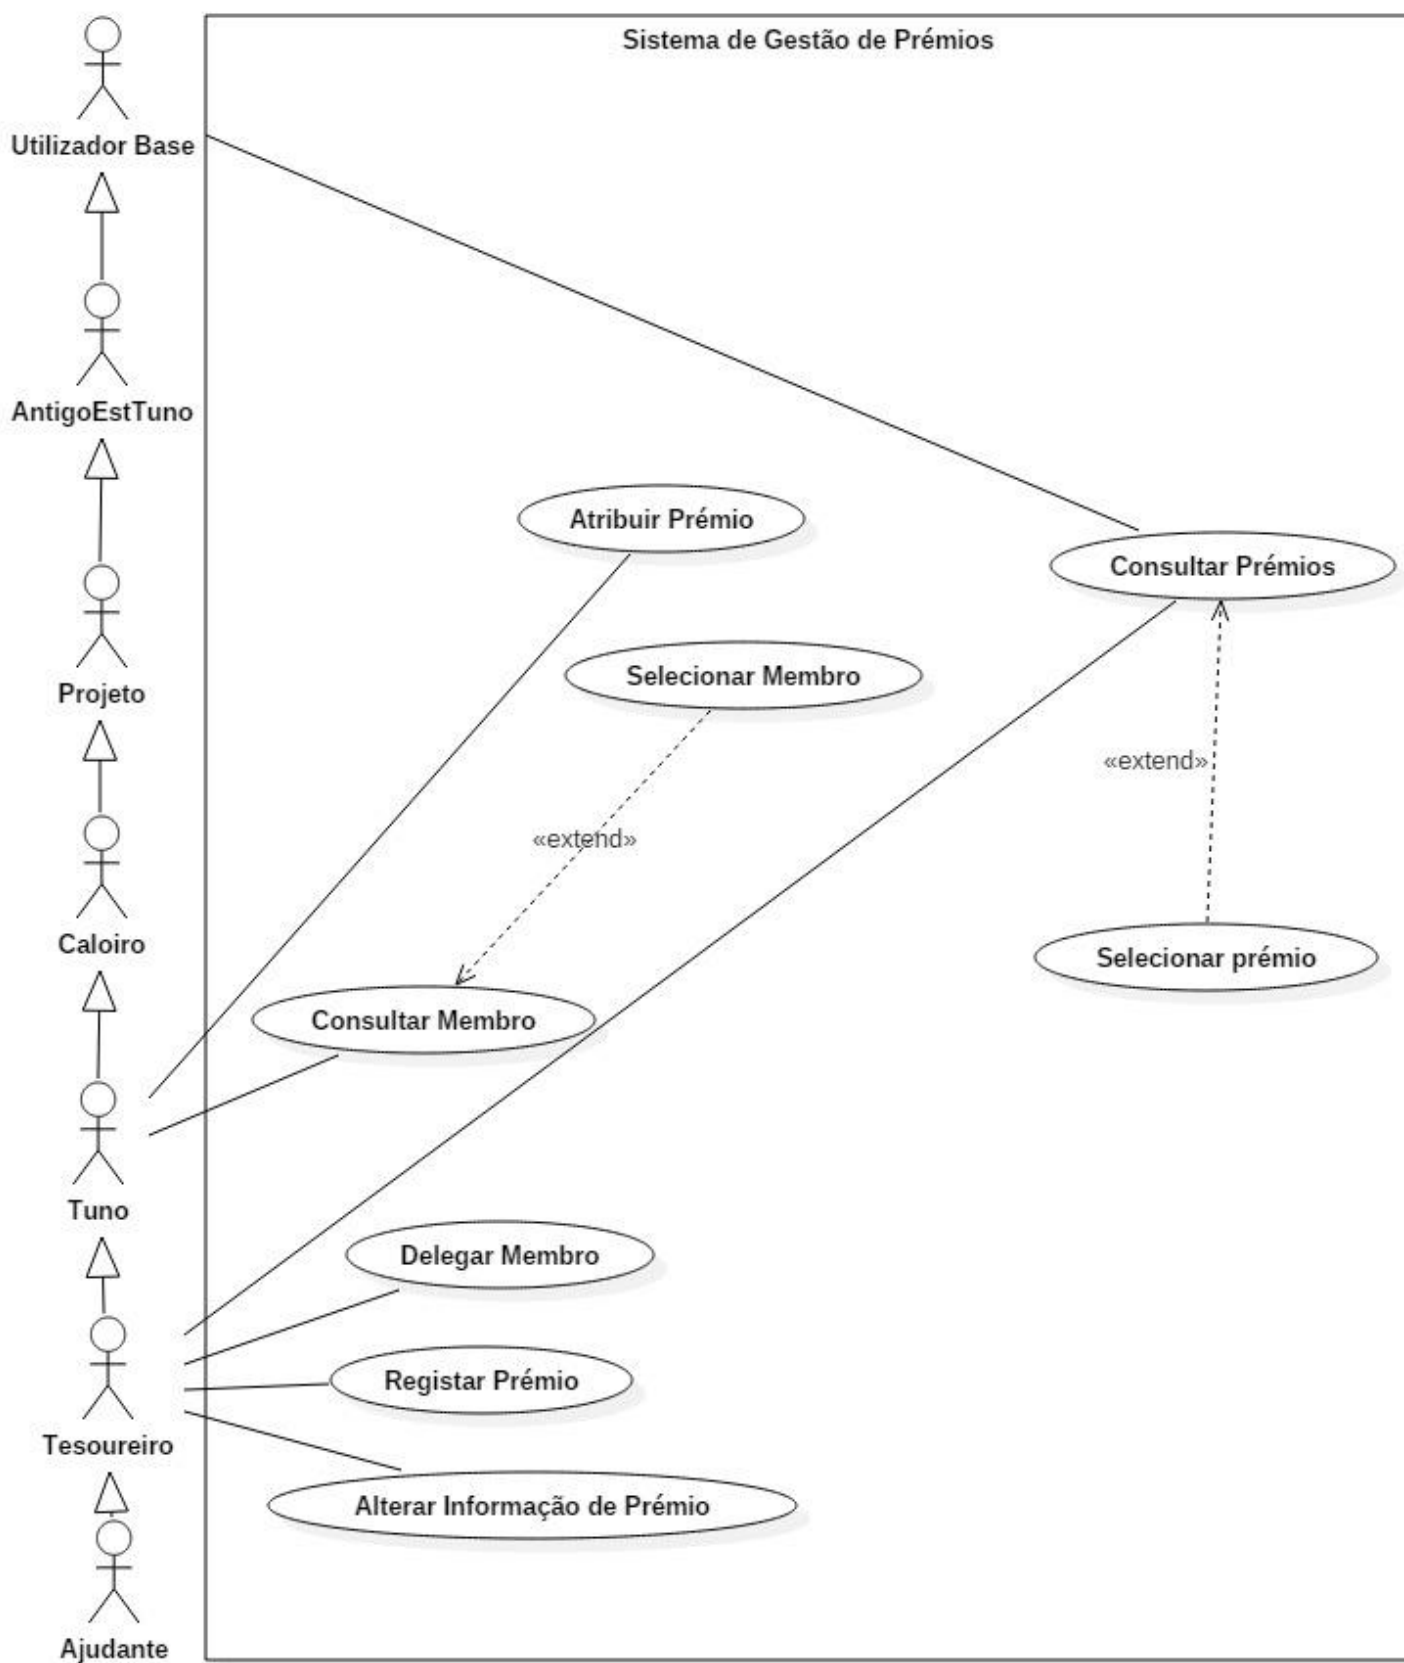 Sistema de Gestão de Prémios
Utilizador Base
AntigoEstTuno
Atribuir Prémio
Consultar Prémios
Selecionar Membro
Projeto
«extend»
«extend»
Caloiro
Selecionar prémio
Consultar Membro
Tuno
Delegar Membro
Registar Prémio
Tesoureiro
Alterar Informação de Prémio
Ajudante